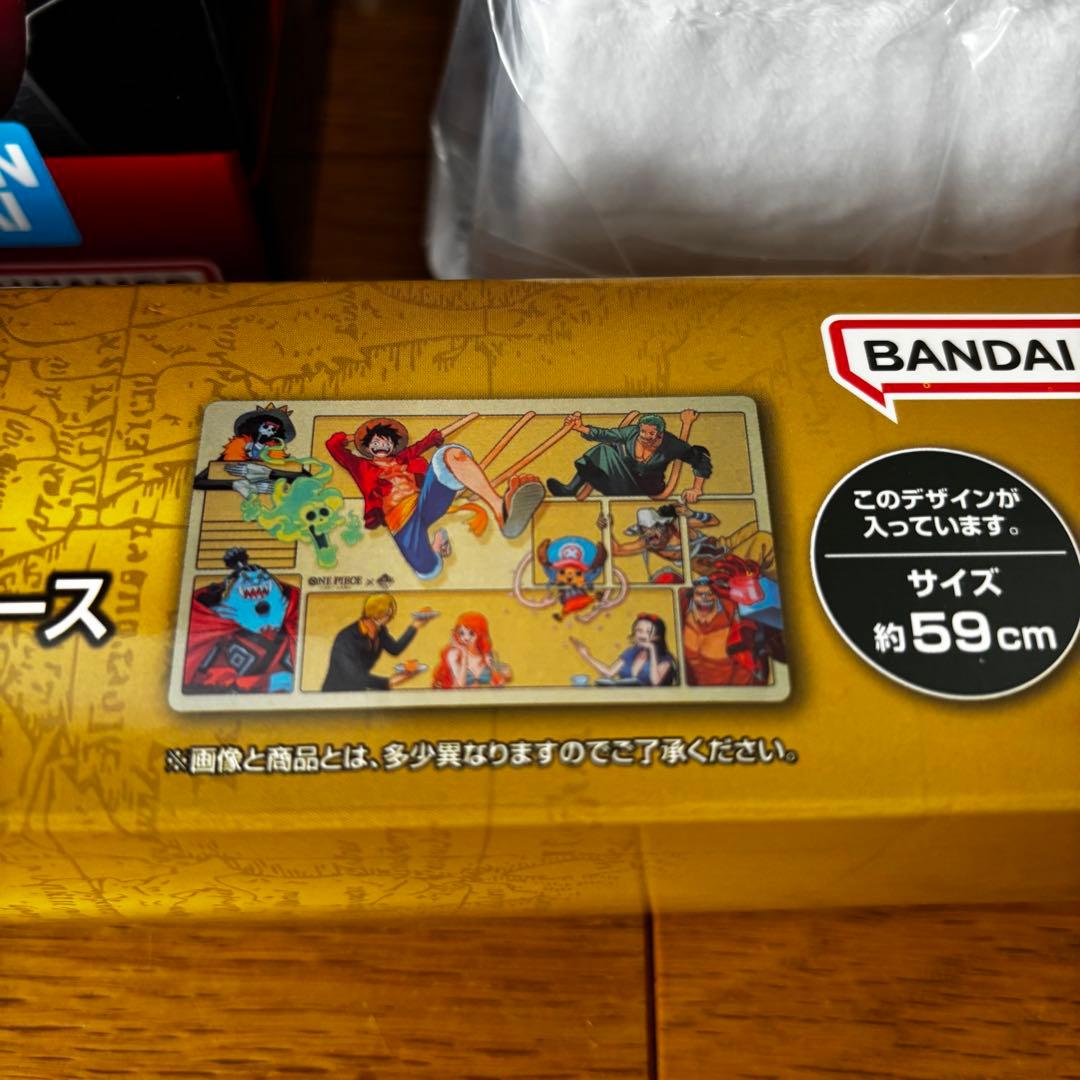 BANDAI
このデザインが
入っています。
サイズ
約59cm
ース
ONE PIECE ×
※画像と商品とは、多少異なりますのでご了承ください。